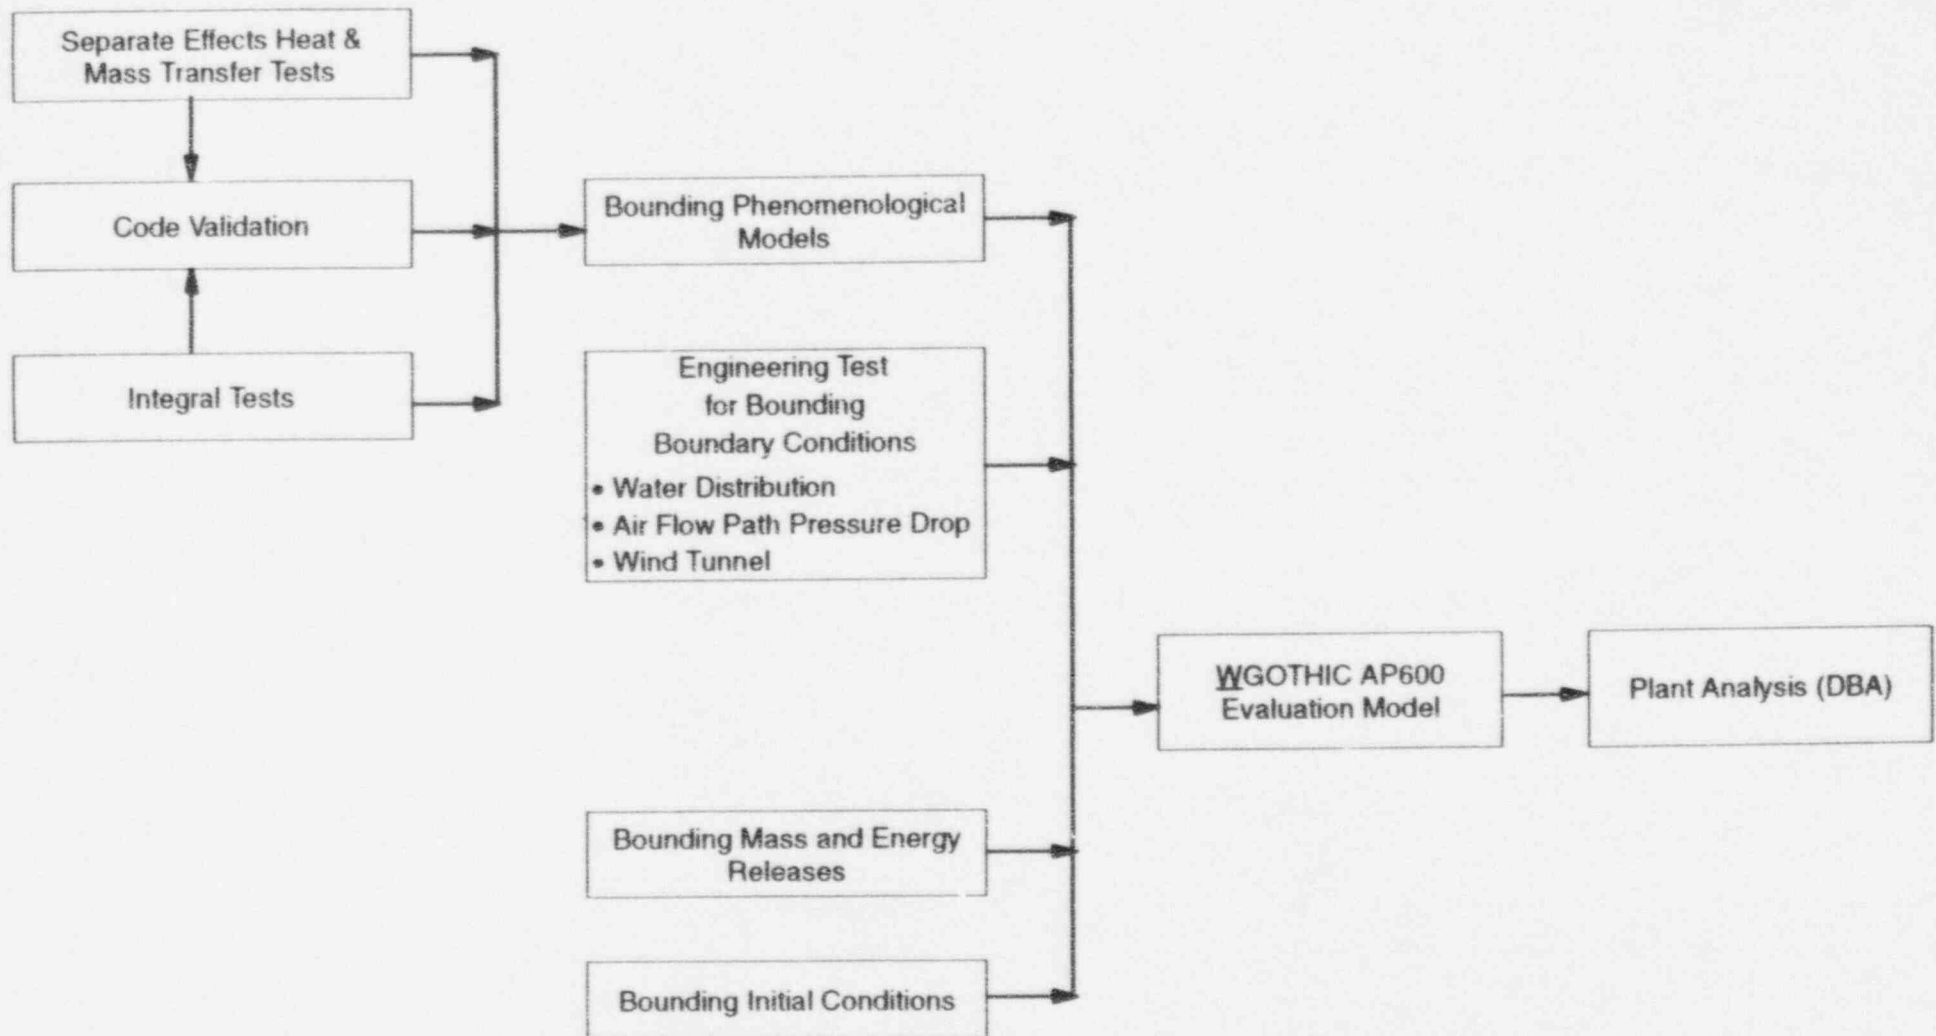 Separate Effects Heat &
Mass Transfer Tests
Code Validation
Integral Tests
Bounding Phenomenological
Models
Engineering Test
for Bounding
Boundary Conditions
• Water Distribution
• Air Flow Path Pressure Drop
• Wind Tunnel
Bounding Mass and Energy
Releases
Bounding Initial Conditions
WGOTHIC AP600
Evaluation Model
Plant Analysis (DBA)